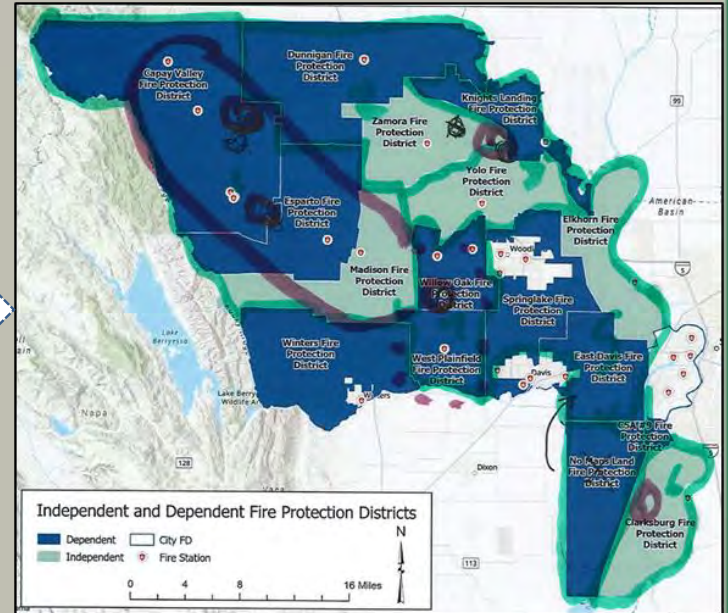 99
Dunnigan Fire
Protection
District
Capay Valley
Fire Protection
District
Knights Landing
Fire Protection
District
Zamora Fire
Protection
District
Yolo Fire
Protection
District
American
Basin
Esparto Fire
Protection
District
Elkhorn Fire
Protection
District
5
Woodl
Madison Fire
Protection
District
Willow Oak Fire
Protection
District
Springlake Fire
Protection
District
Lake
Berryessa
Winters Fire
Protection
District
West Plainfield
Fire Protection
District
Davis
East Davis Fire
Protection
District
Lake Berry
Wildlife Ar
Winters
Napa
CSA #9 Fire
Protection
District
128
Dixon
No Mans Land
Fire Protection
District
Clarksburg Fire
Protection
District
113
Independent and Dependent Fire Protection Districts
Dependent
City FD
Independent
Fire Station
N
0 4 8 16 Miles